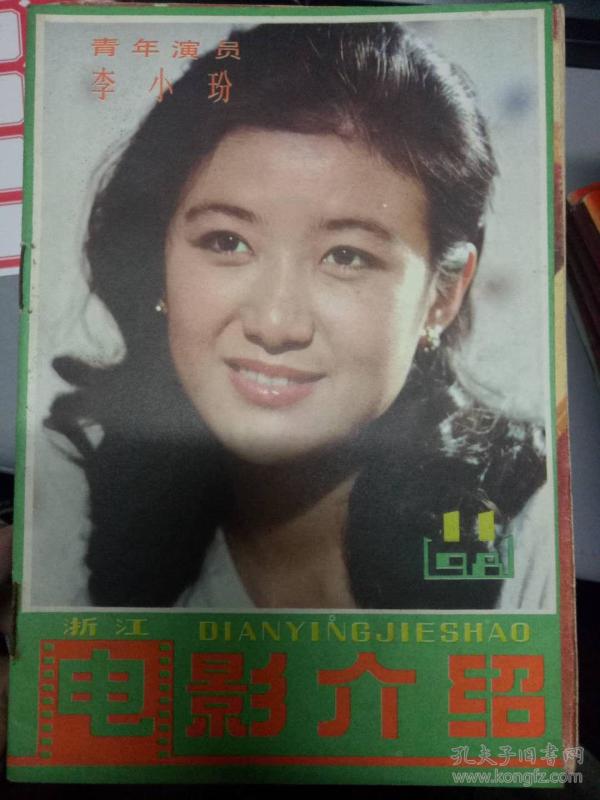 青年演员
李小玢
11
1981
浙江 DIANYINGJIESHAO
电影介绍
孔夫子旧书网
www.kongfz.com